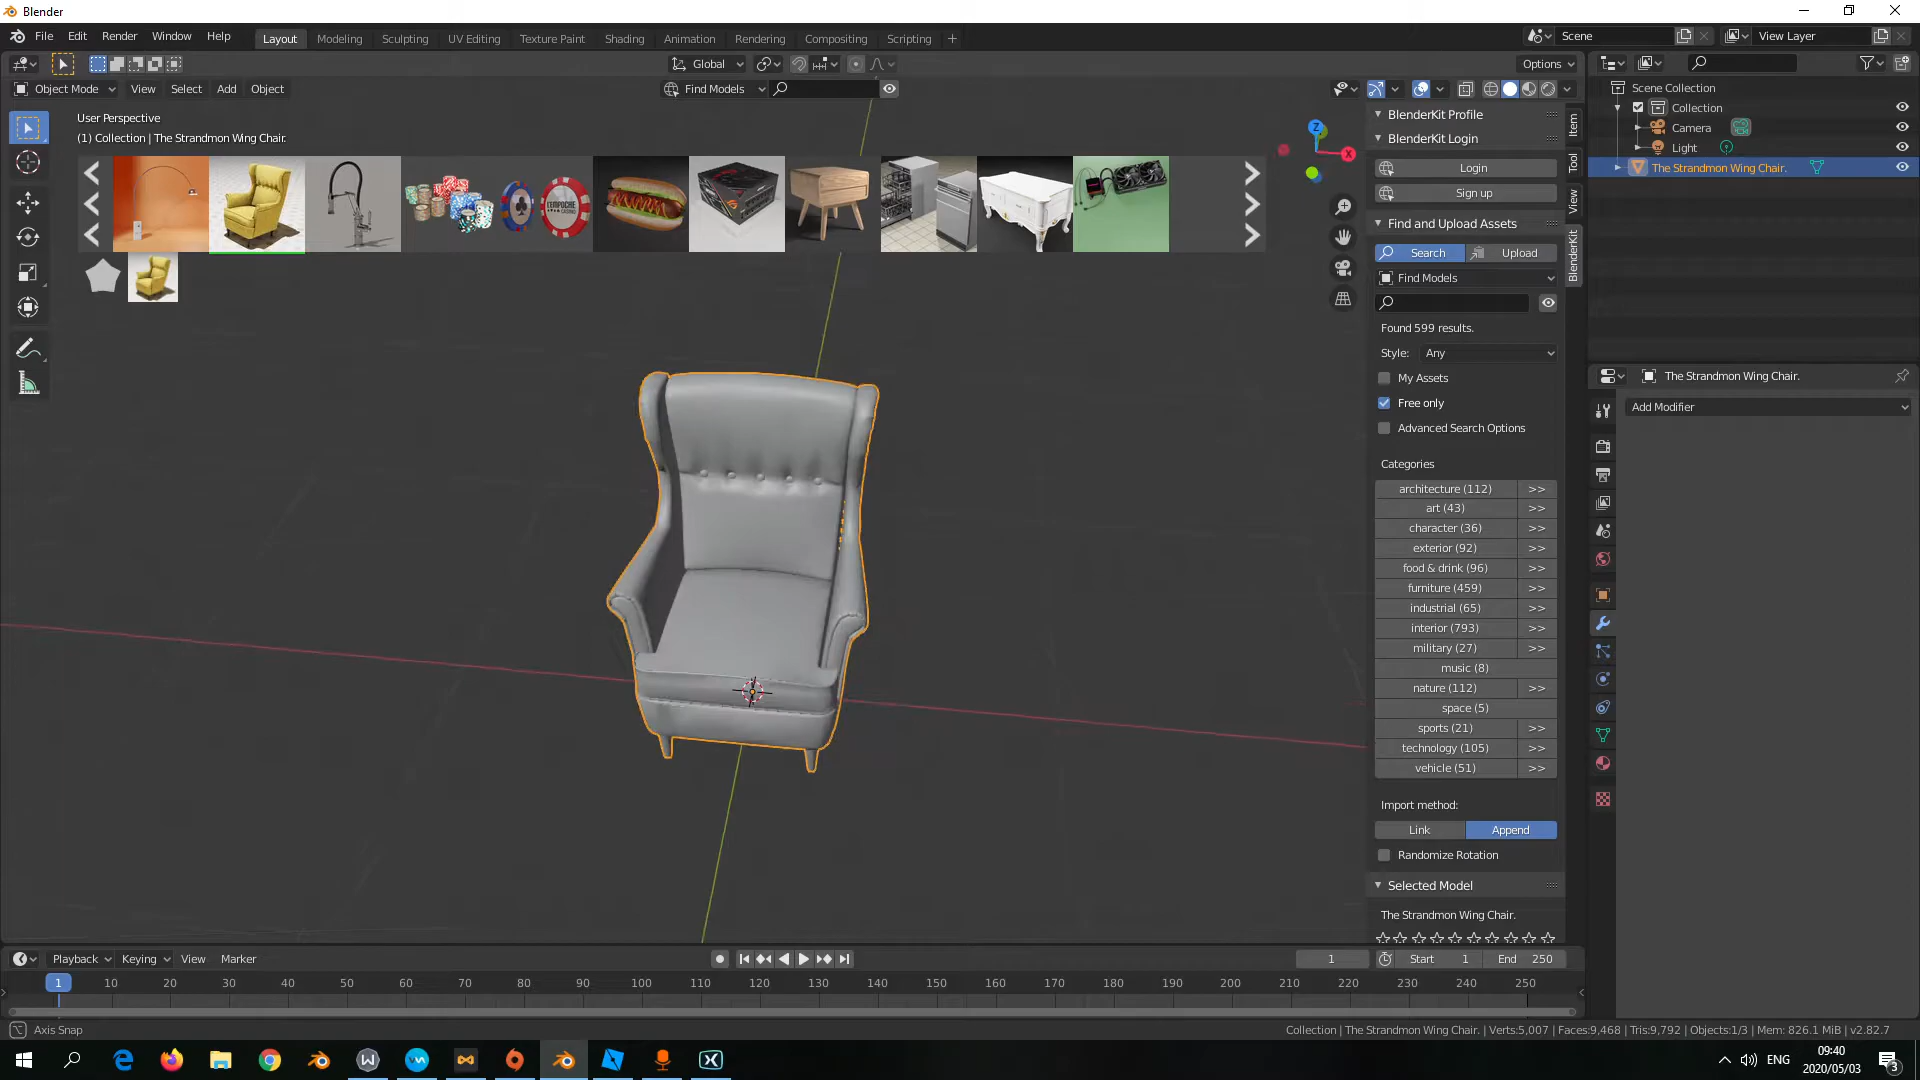 Blender
File Edit Render Window Help
Layout Modeling Sculpting UV Editing Texture Paint Shading Animation Rendering Compositing Scripting +
Scene
View Layer
Global
Options
Object Mode View Select Add Object
Find Models
User Perspective
(1) Collection | The Strandmon Wing Chair.
Z
X
BlenderKit Profile
BlenderKit Login
Login
Sign up
Find and Upload Assets
Search Upload
Find Models
Found 599 results.
Style: Any
My Assets
Free only
Advanced Search Options
Categories
architecture (112) >>
art (43) >>
character (36) >>
exterior (92) >>
food & drink (96) >>
furniture (459) >>
industrial (65) >>
interior (793) >>
military (27) >>
music (8)
nature (112) >>
space (5)
sports (21) >>
technology (105) >>
vehicle (51) >>
Import method:
Link Append
Randomize Rotation
Selected Model
The Strandmon Wing Chair.
Item
Tool
View
BlenderKit
Scene Collection
Collection
Camera
Light
The Strandmon Wing Chair.
The Strandmon Wing Chair.
Add Modifier
Playback Keying View Marker
1 Start 1 End 250
1 10 20 30 40 50 60 70 80 90 100 110 120 130 140 150 160 170 180 190 200 210 220 230 240 250
Axis Snap
Collection | The Strandmon Wing Chair. | Verts:5,007 | Faces:9,468 | Tris:9,792 | Objects:1/3 | Mem: 826.1 MiB | v2.82.7
ENG
09:40
2020/05/03
3